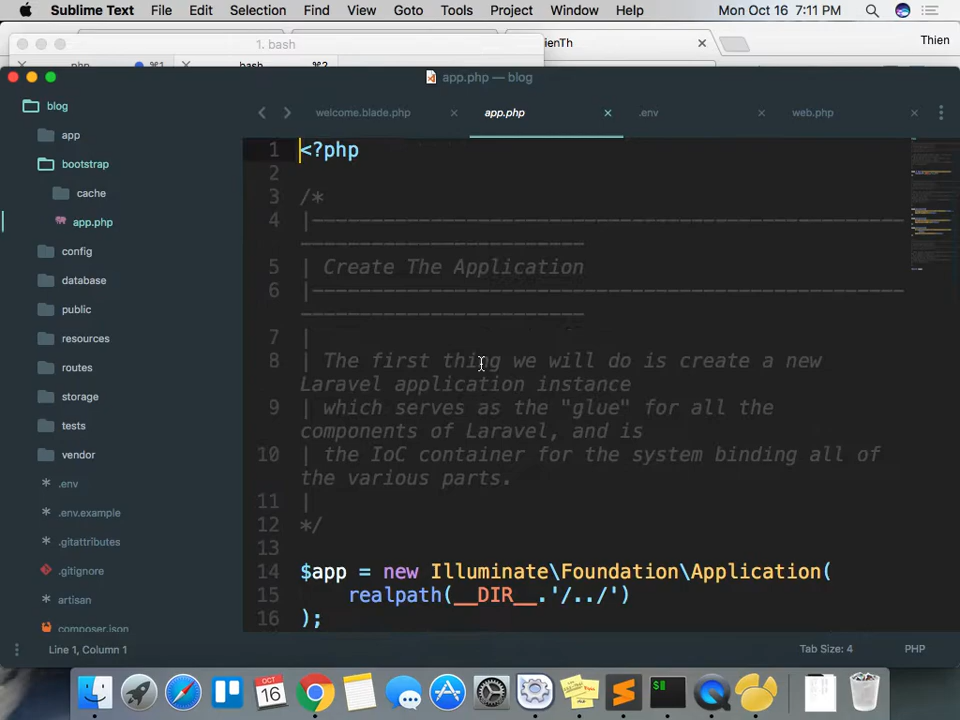 Sublime Text File Edit Selection Find View Goto Tools Project Window Help Mon Oct 16 7:11 PM
1. bash
ienTh
Thien
php ⌘1 bash ⌘2
app.php — blog
blog
app
bootstrap
cache
app.php
config
database
public
resources
routes
storage
tests
vendor
.env
.env.example
.gitattributes
.gitignore
artisan
composer.json
welcome.blade.php app.php .env web.php
1 <?php
2
3 /*
4 |--------------------------------------------------
-----------------------
5 | Create The Application
6 |--------------------------------------------------
-----------------------
7 |
8 | The first thing we will do is create a new
Laravel application instance
9 | which serves as the "glue" for all the
components of Laravel, and is
10 | the IoC container for the system binding all of
the various parts.
11 |
12 */
13
14 $app = new Illuminate\Foundation\Application(
15 realpath(__DIR__.'/../')
16 );
Line 1, Column 1 Tab Size: 4 PHP
OCT
16
$